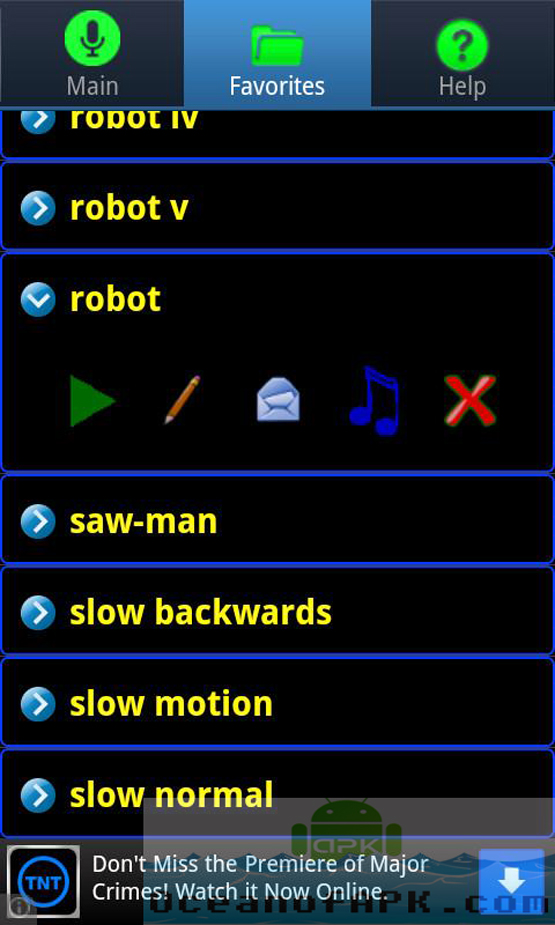 Main
Favorites
Help
robot iv
robot v
robot
saw-man
slow backwards
slow motion
slow normal
TNT
Don't Miss the Premiere of Major
Crimes! Watch it Now Online.
APK
oceanofapk.com